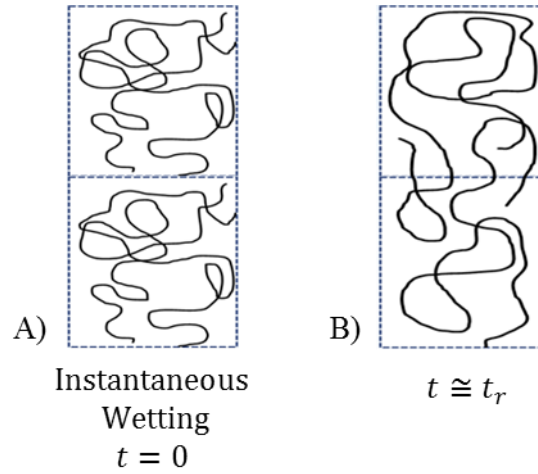 A)
Instantaneous
Wetting
t = 0
B)
t ≅ t_r